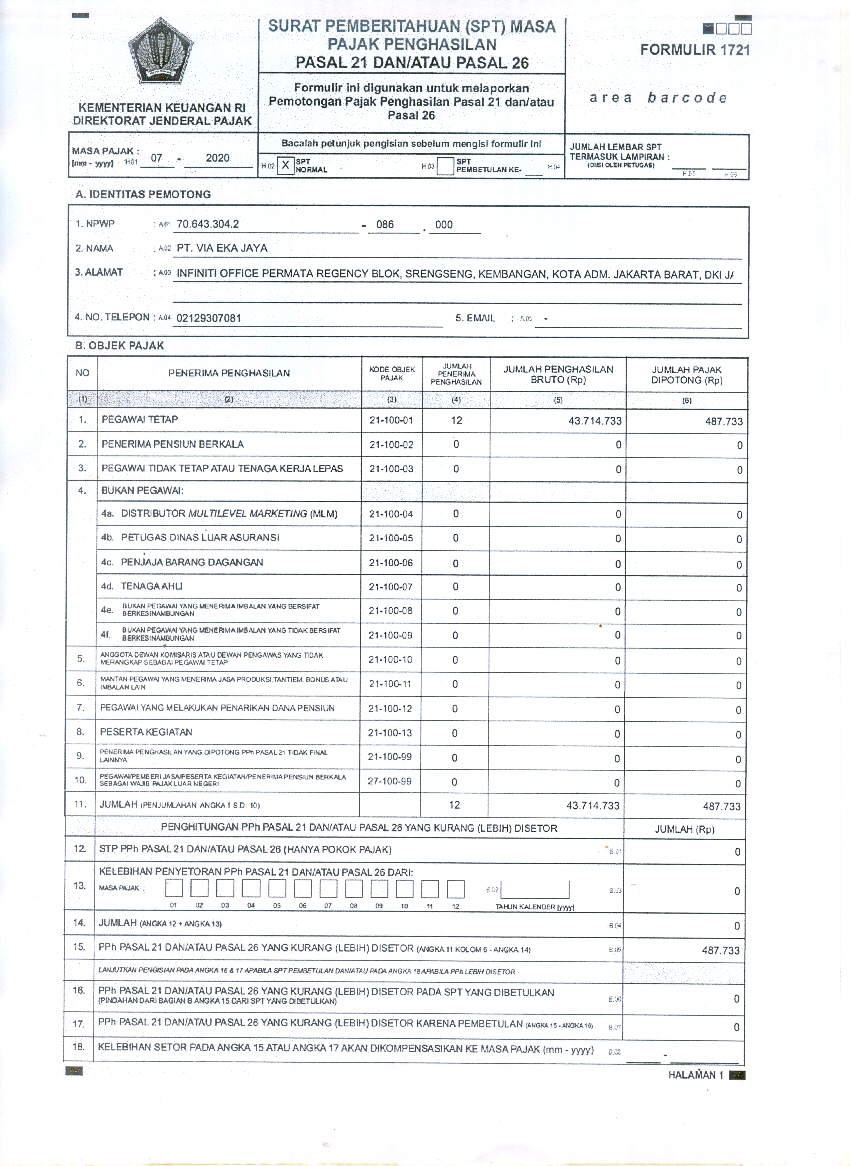 SURAT PEMBERITAHUAN (SPT) MASA
PAJAK PENGHASILAN
PASAL 21 DAN/ATAU PASAL 26
FORMULIR 1721
Formulir ini digunakan untuk melaporkan
Pemotongan Pajak Penghasilan Pasal 21 dan/atau
Pasal 26
area barcode
KEMENTERIAN KEUANGAN RI
DIREKTORAT JENDERAL PAJAK
MASA PAJAK :
[mm - yyyy] H.01 07 - 2020
Bacalah petunjuk pengisian sebelum mengisi formulir ini
H.02 X SPT NORMAL H.03 SPT PEMBETULAN KE- H.04
JUMLAH LEMBAR SPT
TERMASUK LAMPIRAN :
(DIISI OLEH PETUGAS) H.05 H.06
A. IDENTITAS PEMOTONG
1. NPWP : A.01 70.643.304.2 - 086 . 000
2. NAMA : A.02 PT. VIA EKA JAYA
3. ALAMAT : A.03 INFINITI OFFICE PERMATA REGENCY BLOK, SRENGSENG, KEMBANGAN, KOTA ADM. JAKARTA BARAT, DKI
4. NO. TELEPON : A.04 02129307081 5. EMAIL : A.05 -
B. OBJEK PAJAK
NO PENERIMA PENGHASILAN KODE OBJEK PAJAK JUMLAH PENERIMA PENGHASILAN JUMLAH PENGHASILAN BRUTO (Rp) JUMLAH PAJAK DIPOTONG (Rp)
(1) (2) (3) (4) (5) (6)
1. PEGAWAI TETAP 21-100-01 12 43.714.733 487.733
2. PENERIMA PENSIUN BERKALA 21-100-02 0 0 0
3. PEGAWAI TIDAK TETAP ATAU TENAGA KERJA LEPAS 21-100-03 0 0 0
4. BUKAN PEGAWAI:
4a. DISTRIBUTOR MULTILEVEL MARKETING (MLM) 21-100-04 0 0 0
4b. PETUGAS DINAS LUAR ASURANSI 21-100-05 0 0 0
4c. PENJAJA BARANG DAGANGAN 21-100-06 0 0 0
4d. TENAGA AHLI 21-100-07 0 0 0
4e. BUKAN PEGAWAI YANG MENERIMA IMBALAN YANG BERSIFAT BERKESINAMBUNGAN 21-100-08 0 0 0
4f. BUKAN PEGAWAI YANG MENERIMA IMBALAN YANG TIDAK BERSIFAT BERKESINAMBUNGAN 21-100-09 0 0 0
5. ANGGOTA DEWAN KOMISARIS ATAU DEWAN PENGAWAS YANG TIDAK MERANGKAP SEBAGAI PEGAWAI TETAP 21-100-10 0 0 0
6. MANTAN PEGAWAI YANG MENERIMA JASA PRODUKSI, TANTIEM, BONUS ATAU IMBALAN LAIN 21-100-11 0 0 0
7. PEGAWAI YANG MELAKUKAN PENARIKAN DANA PENSIUN 21-100-12 0 0 0
8. PESERTA KEGIATAN 21-100-13 0 0 0
9. PENERIMA PENGHASILAN YANG DIPOTONG PPh PASAL 21 TIDAK FINAL LAINNYA 21-100-99 0 0 0
10. PEGAWAI/PEMBERI JASA/PESERTA KEGIATAN/PENERIMA PENSIUN BERKALA SEBAGAI WAJIB PAJAK LUAR NEGERI 27-100-99 0 0 0
11. JUMLAH (PENJUMLAHAN ANGKA 1 S.D. 10) 12 43.714.733 487.733
PENGHITUNGAN PPh PASAL 21 DAN/ATAU PASAL 26 YANG KURANG (LEBIH) DISETOR JUMLAH (Rp)
12. STP PPh PASAL 21 DAN/ATAU PASAL 26 (HANYA POKOK PAJAK) B.01 0
13. KELEBIHAN PENYETORAN PPh PASAL 21 DAN/ATAU PASAL 26 DARI:
MASA PAJAK : B.02 B.03 0
01 02 03 04 05 06 07 08 09 10 11 12 TAHUN KALENDER [yyyy]
14. JUMLAH (ANGKA 12 + ANGKA 13) B.04 0
15. PPh PASAL 21 DAN/ATAU PASAL 26 YANG KURANG (LEBIH) DISETOR (ANGKA 11 KOLOM 6 - ANGKA 14) B.05 487.733
LANJUTKAN PENGISIAN PADA ANGKA 16 & 17 APABILA SPT PEMBETULAN DAN/ATAU PADA ANGKA 18 APABILA PPh LEBIH DISETOR
16. PPh PASAL 21 DAN/ATAU PASAL 26 YANG KURANG (LEBIH) DISETOR PADA SPT YANG DIBETULKAN
(PINDAHAN DARI BAGIAN B ANGKA 15 DARI SPT YANG DIBETULKAN) B.06 0
17. PPh PASAL 21 DAN/ATAU PASAL 26 YANG KURANG (LEBIH) DISETOR KARENA PEMBETULAN (ANGKA 15 - ANGKA 16) B.07 0
18. KELEBIHAN SETOR PADA ANGKA 15 ATAU ANGKA 17 AKAN DIKOMPENSASIKAN KE MASA PAJAK (mm - yyyy) B.08 -
HALAMAN 1